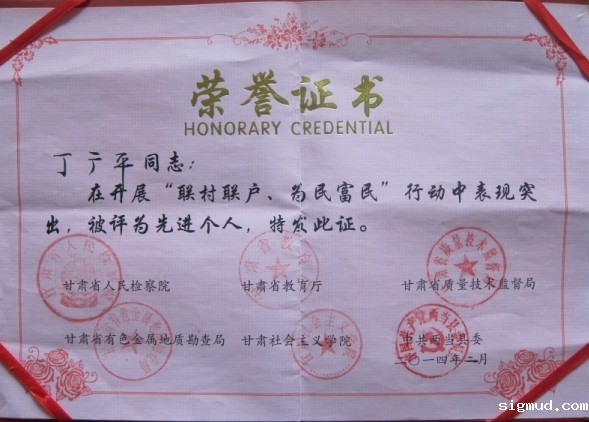 荣誉证书
HONORARY CREDENTIAL
丁广平同志：
在开展“联村联户、为民富民”行动中表现突
出，被评为先进个人，特发此证。
甘肃省人民检察院 甘肃省教育厅 甘肃省质量技术监督局
甘肃省有色金属地质勘查局 甘肃社会主义学院 中共两当县委
二〇一四年二月
sigmud.com